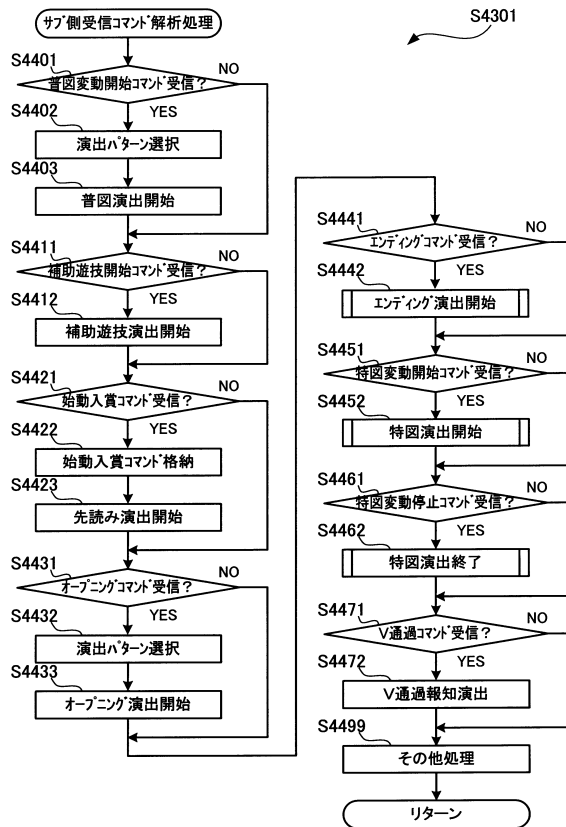 サブ側受信コマンド解析処理
S4301
S4401
普図変動開始コマンド受信？
NO
YES
S4402
演出パターン選択
S4403
普図演出開始
S4411
補助遊技開始コマンド受信？
NO
YES
S4412
補助遊技演出開始
S4421
始動入賞コマンド受信？
NO
YES
S4422
始動入賞コマンド格納
S4423
先読み演出開始
S4431
オープニングコマンド受信？
NO
YES
S4432
演出パターン選択
S4433
オープニング演出開始
S4441
エンディングコマンド受信？
NO
YES
S4442
エンディング演出開始
S4451
特図変動開始コマンド受信？
NO
YES
S4452
特図演出開始
S4461
特図変動停止コマンド受信？
NO
YES
S4462
特図演出終了
S4471
V通過コマンド受信？
NO
YES
S4472
V通過報知演出
S4499
その他処理
リターン